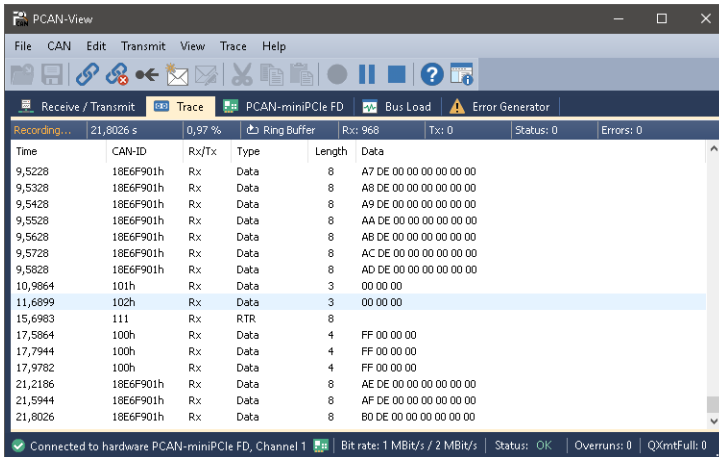 PCAN-View
File CAN Edit Transmit View Trace Help
Receive / Transmit Trace PCAN-miniPCIe FD Bus Load Error Generator
Recording... 21,8026 s 0,97 % Ring Buffer Rx: 968 Tx: 0 Status: 0 Errors: 0
Time CAN-ID Rx/Tx Type Length Data
9,5228 18E6F901h Rx Data 8 A7 DE 00 00 00 00 00 00
9,5328 18E6F901h Rx Data 8 A8 DE 00 00 00 00 00 00
9,5428 18E6F901h Rx Data 8 A9 DE 00 00 00 00 00 00
9,5528 18E6F901h Rx Data 8 AA DE 00 00 00 00 00 00
9,5628 18E6F901h Rx Data 8 AB DE 00 00 00 00 00 00
9,5728 18E6F901h Rx Data 8 AC DE 00 00 00 00 00 00
9,5828 18E6F901h Rx Data 8 AD DE 00 00 00 00 00 00
10,9864 101h Rx Data 3 00 00 00
11,6899 102h Rx Data 3 00 00 00
15,6983 111 Rx RTR 8
17,5864 100h Rx Data 4 FF 00 00 00
17,7944 100h Rx Data 4 FF 00 00 00
17,9782 100h Rx Data 4 FF 00 00 00
21,2186 18E6F901h Rx Data 8 AE DE 00 00 00 00 00 00
21,5944 18E6F901h Rx Data 8 AF DE 00 00 00 00 00 00
21,8026 18E6F901h Rx Data 8 B0 DE 00 00 00 00 00 00
Connected to hardware PCAN-miniPCIe FD, Channel 1 Bit rate: 1 MBit/s / 2 MBit/s Status: OK Overruns: 0 QXmtFull: 0